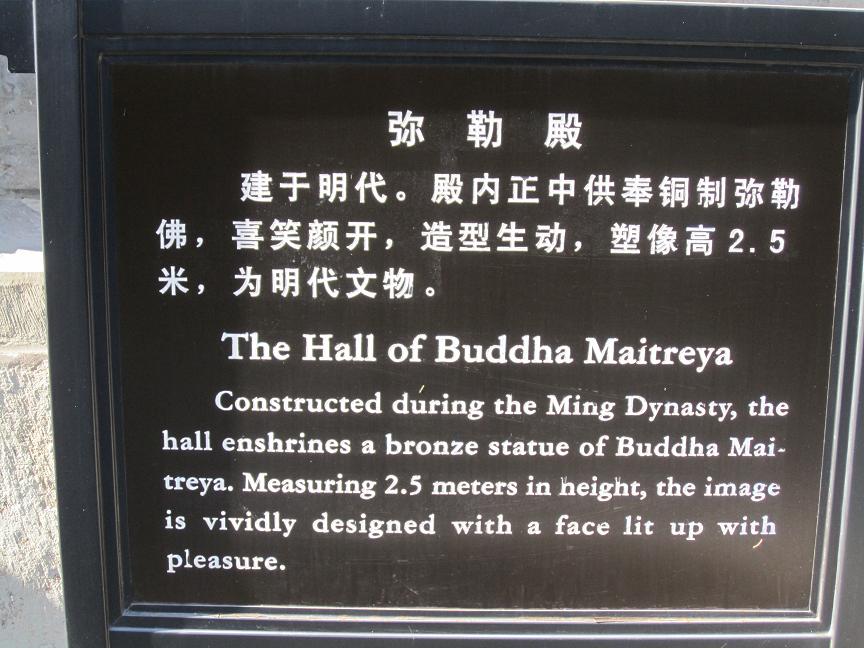 弥勒殿
建于明代。殿内正中供奉铜制弥勒
佛，喜笑颜开，造型生动，塑像高2.5
米，为明代文物。
The Hall of Buddha Maitreya
Constructed during the Ming Dynasty, the
hall enshrines a bronze statue of Buddha Mai-
treya. Measuring 2.5 meters in height, the image
is vividly designed with a face lit up with
pleasure.